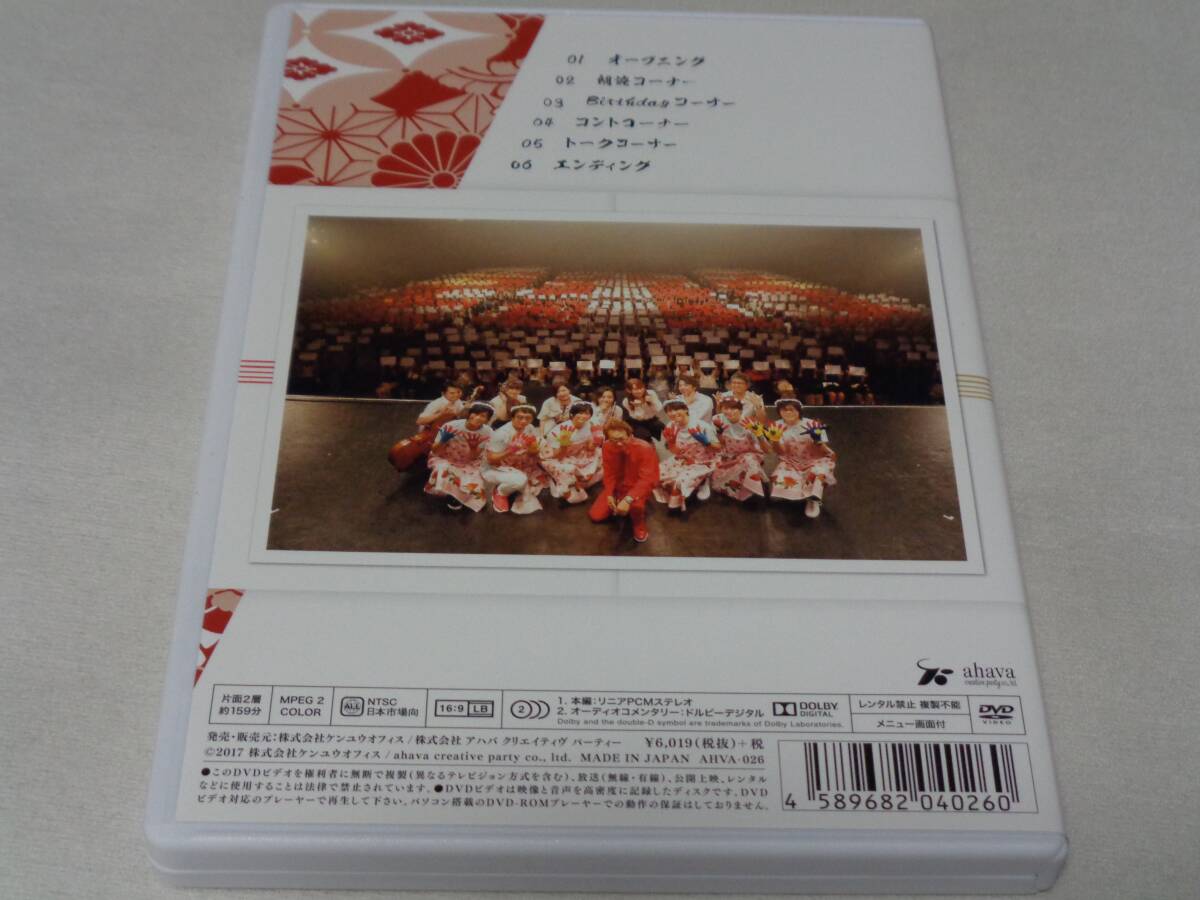 01 オープニング
02 朗読コーナー
03 Birthdayコーナー
04 コントコーナー
05 トークコーナー
06 エンディング
ahava
creative party co., ltd.
片面2層
約159分
MPEG 2
COLOR
ALL
NTSC
日本市場向
16:9 LB
2
1. 本編:リニアPCMステレオ
2. オーディオコメンタリー:ドルビーデジタル
DOLBY
DIGITAL
Dolby and the double-D symbol are trademarks of Dolby Laboratories.
レンタル禁止 複製不能
メニュー画面付
DVD
VIDEO
発売・販売元:株式会社ケンユウオフィス/株式会社 アハバ クリエイティヴ パーティー ¥6,019(税抜)+税
©2017 株式会社ケンユウオフィス/ahava creative party co., ltd. MADE IN JAPAN AHVA-026
●このDVDビデオを権利者に無断で複製(異なるテレビジョン方式を含む)、放送(無線・有線)、公開上映、レンタル
などに使用することは法律で禁止されています。●DVDビデオは映像と音声を高密度に記録したディスクです。DVD
ビデオ対応のプレーヤーで再生して下さい。パソコン搭載のDVD-ROMプレーヤーでの動作の保証はしておりません。
4 589682 040260